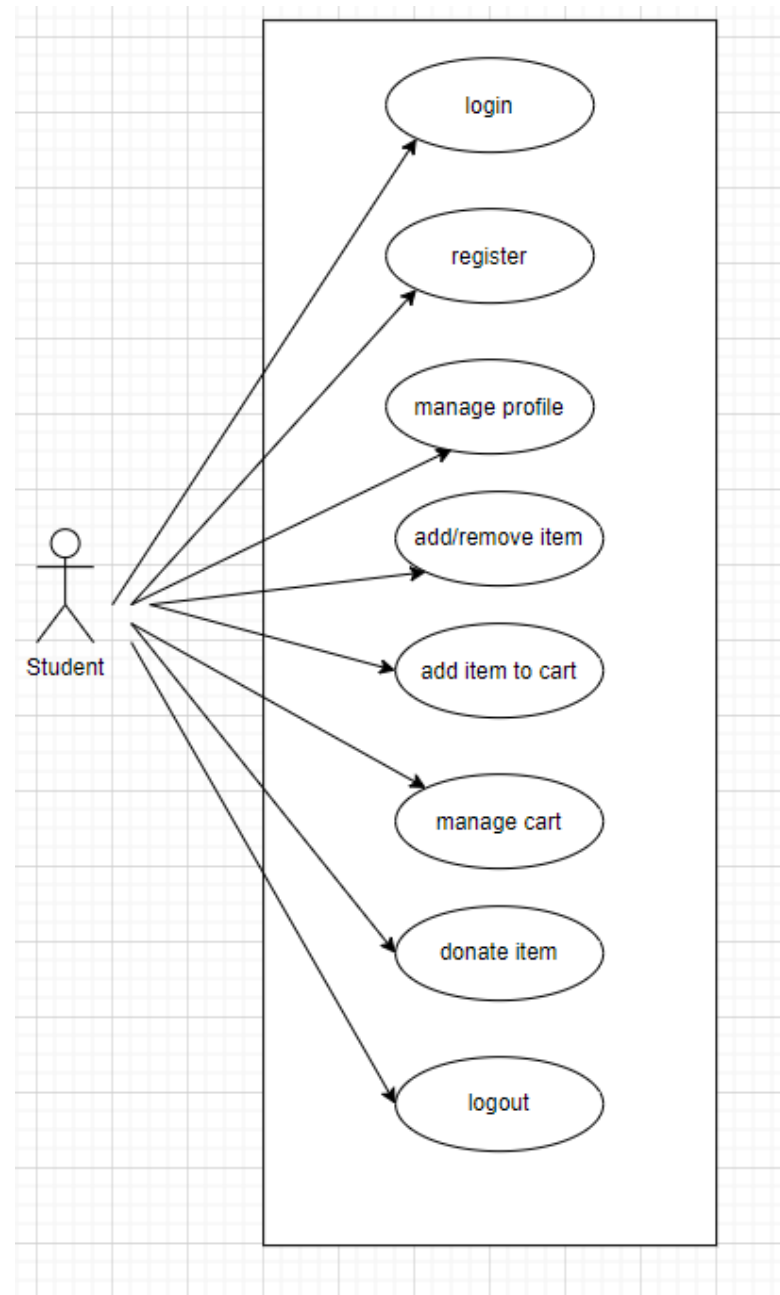 login
register
manage profile
add/remove item
Student
add item to cart
manage cart
donate item
logout